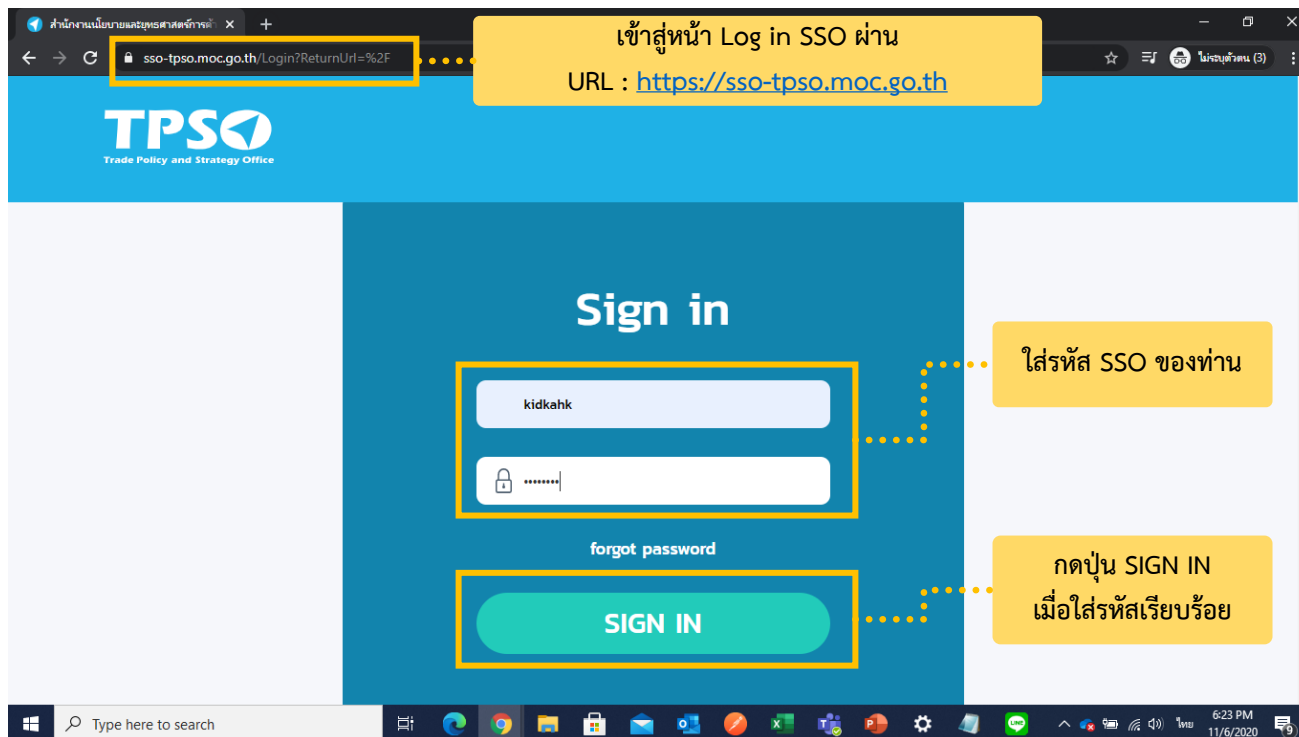 สำนักงานนโยบายและยุทธศาสตร์การค้า
เข้าสู่หน้า Log in SSO ผ่าน
URL : https://sso-tpso.moc.go.th
sso-tpso.moc.go.th/Login?ReturnUrl=%2F
ไม่ระบุตัวตน (3)
TPSO
Trade Policy and Strategy Office
Sign in
ใส่รหัส SSO ของท่าน
kidkahk
••••••••
forgot password
กดปุ่ม SIGN IN
เมื่อใส่รหัสเรียบร้อย
SIGN IN
Type here to search
ไทย
6:23 PM
11/6/2020
9